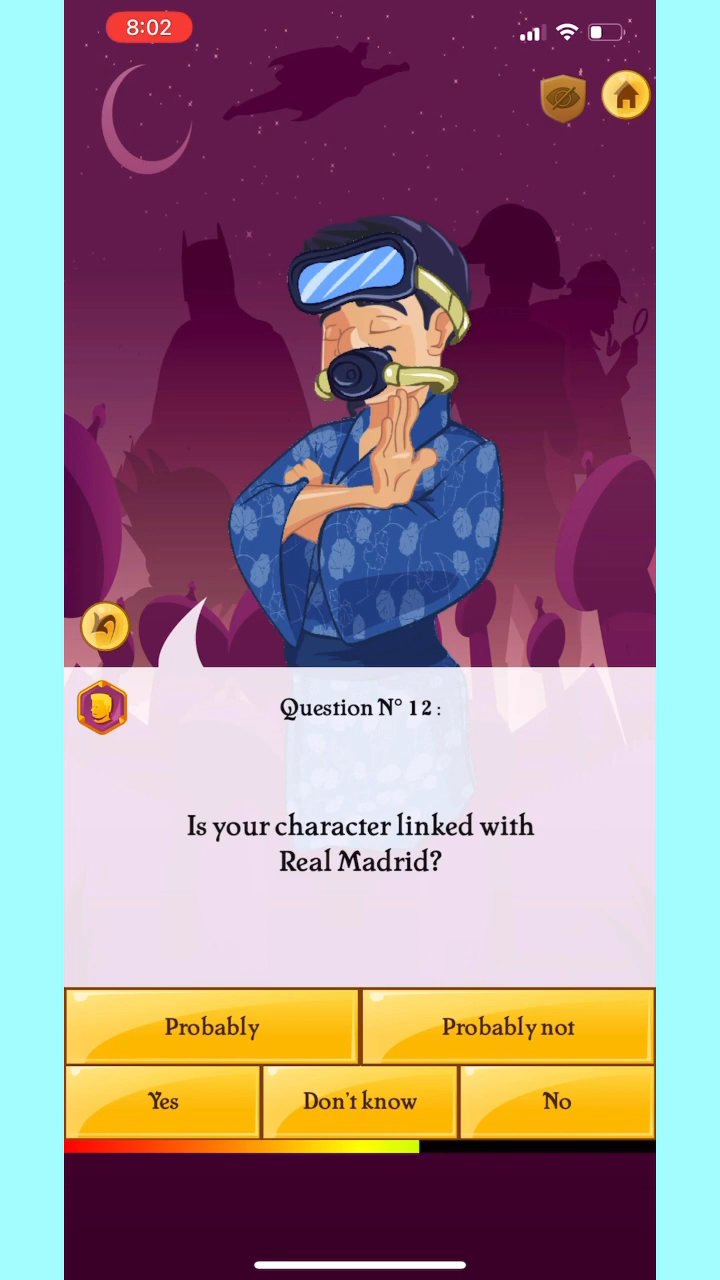 8:02
Question N° 12 :
Is your character linked with
Real Madrid?
Probably
Probably not
Yes
Don't know
No